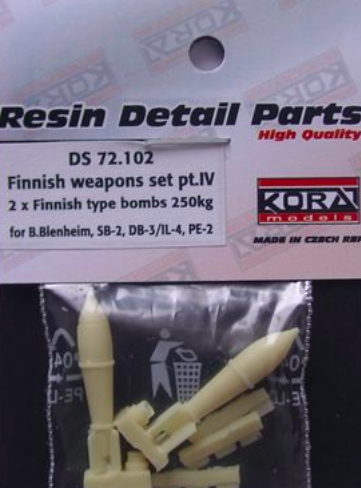 Resin Detail Parts
High Quality
DS 72.102
Finnish weapons set pt.IV
2 x Finnish type bombs 250kg
for B.Blenheim, SB-2, DB-3/IL-4, PE-2
KORA
models
MADE IN CZECH REP